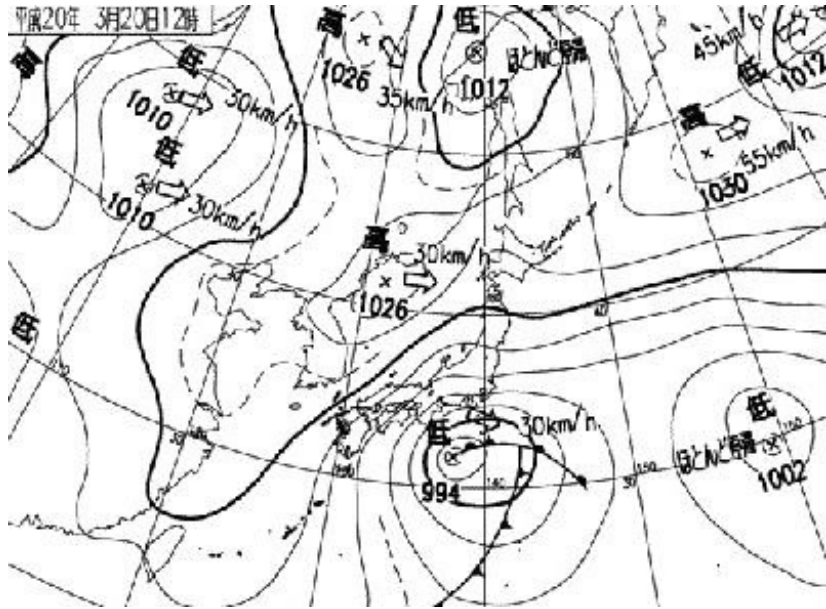 平成20年 3月20日12時
高
1026
35km/h
低
1012
ほとんど停滞
45km/h
低
1012
高
低
1010
30km/h
低
1010
30km/h
高
1030
55km/h
高
1026
30km/h
低
低
994
30km/h
低
ほとんど停滞
1002